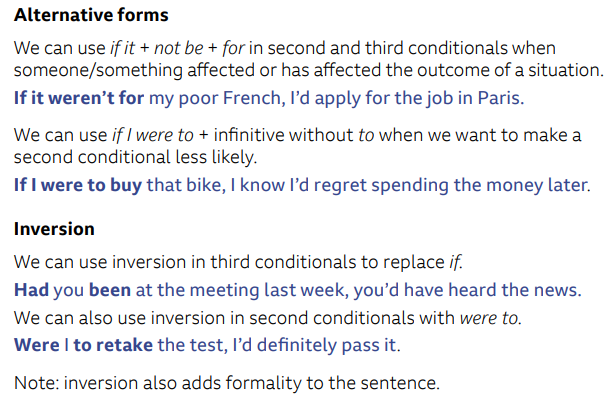 Alternative forms
We can use if it + not be + for in second and third conditionals when
someone/something affected or has affected the outcome of a situation.
If it weren't for my poor French, I'd apply for the job in Paris.
We can use if I were to + infinitive without to when we want to make a
second conditional less likely.
If I were to buy that bike, I know I'd regret spending the money later.
Inversion
We can use inversion in third conditionals to replace if.
Had you been at the meeting last week, you'd have heard the news.
We can also use inversion in second conditionals with were to.
Were I to retake the test, I'd definitely pass it.
Note: inversion also adds formality to the sentence.